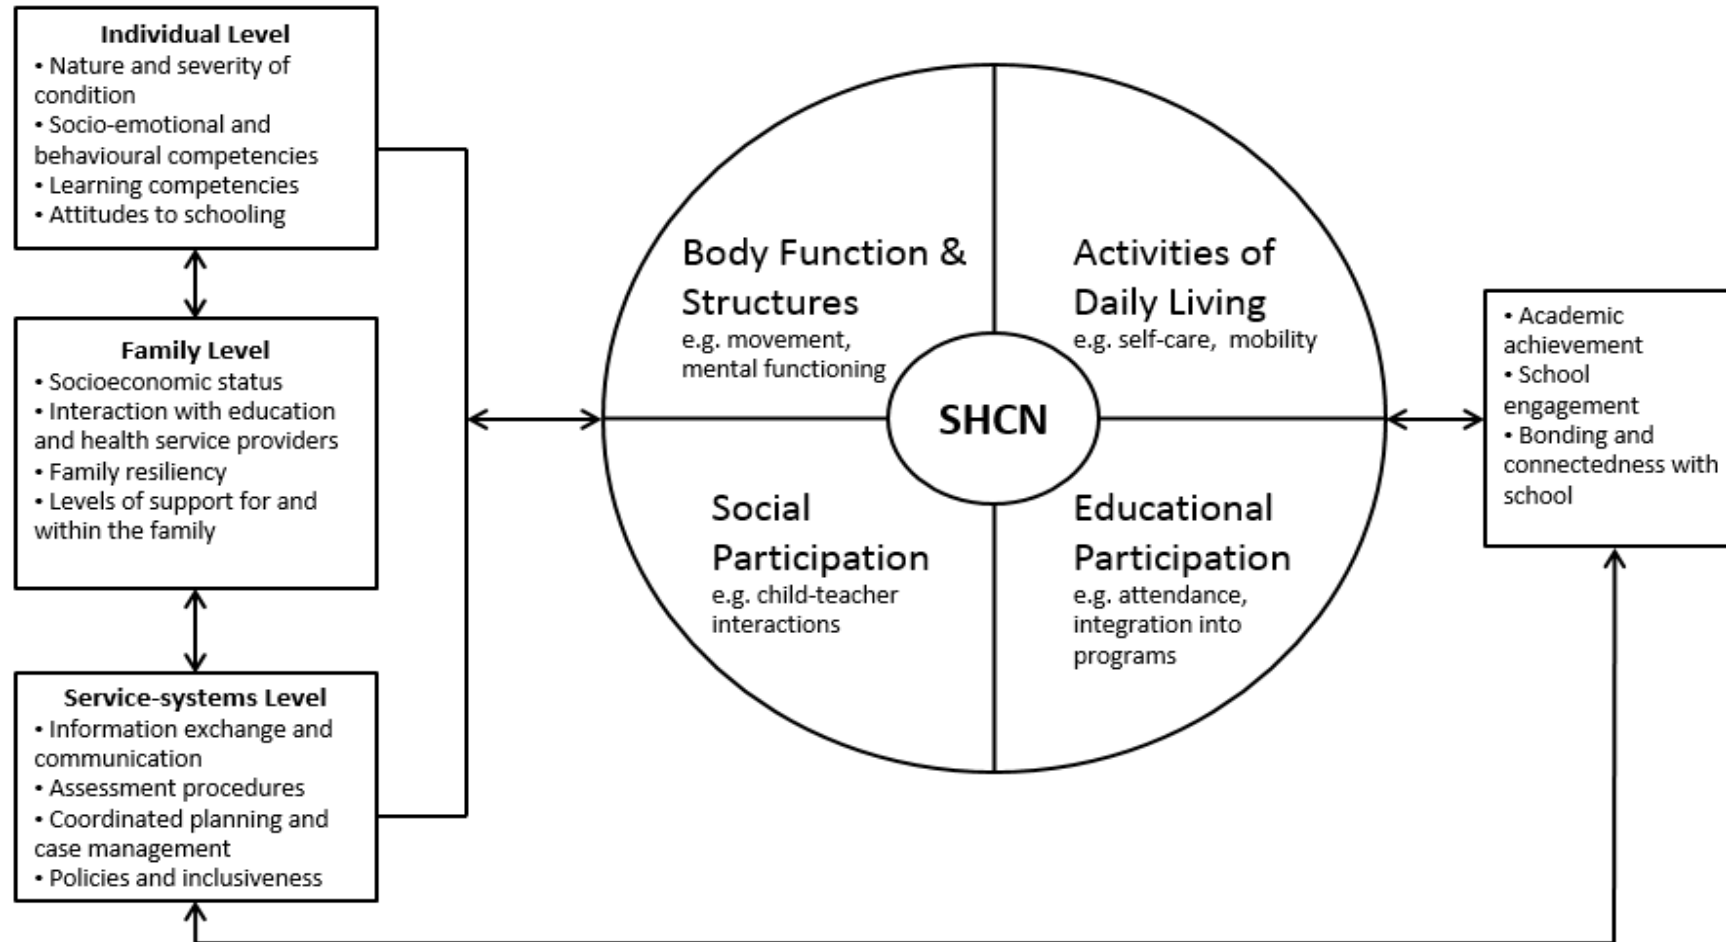 Individual Level
• Nature and severity of
condition
• Socio-emotional and
behavioural competencies
• Learning competencies
• Attitudes to schooling
Family Level
• Socioeconomic status
• Interaction with education
and health service providers
• Family resiliency
• Levels of support for and
within the family
Service-systems Level
• Information exchange and
communication
• Assessment procedures
• Coordinated planning and
case management
• Policies and inclusiveness
Body Function &
Structures
e.g. movement,
mental functioning
Activities of
Daily Living
e.g. self-care, mobility
SHCN
Social
Participation
e.g. child-teacher
interactions
Educational
Participation
e.g. attendance,
integration into
programs
• Academic
achievement
• School
engagement
• Bonding and
connectedness with
school